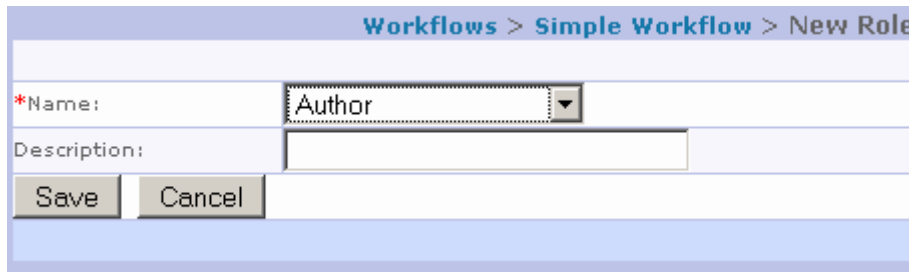 Workflows > Simple Workflow > New Role
*Name: Author
Description:
Save Cancel